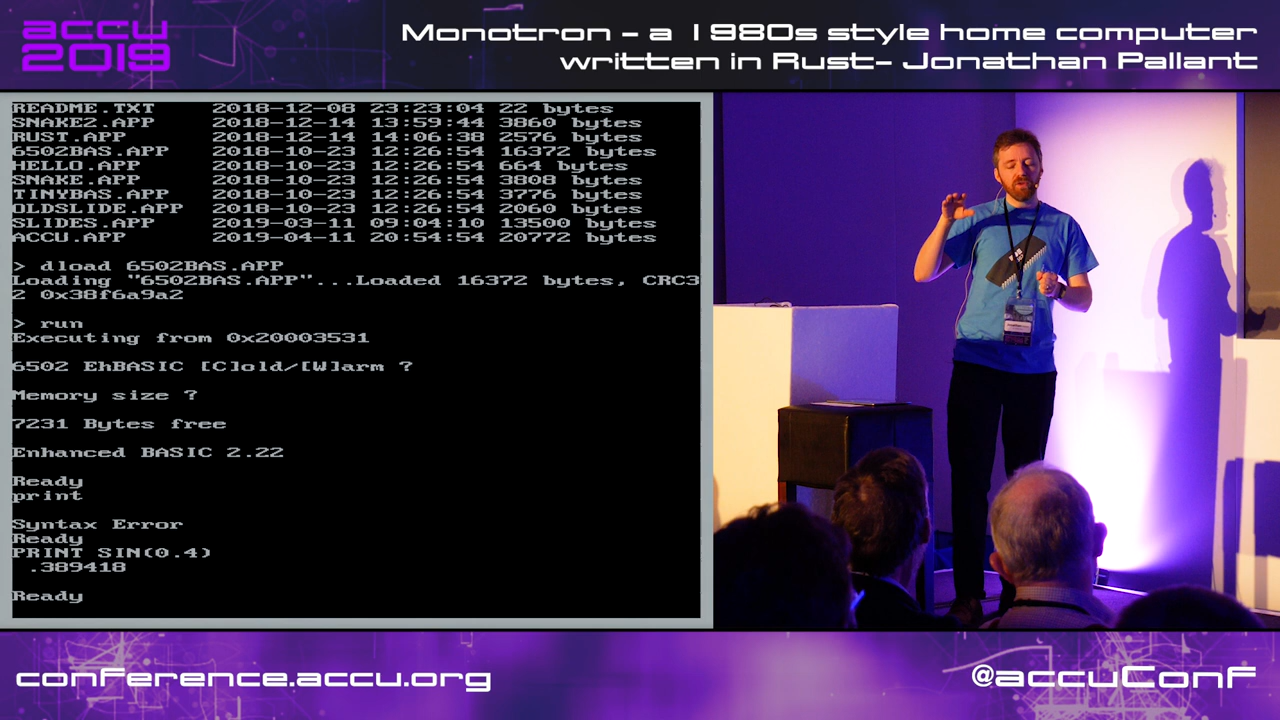 accu
2019
Monotron - a 1980s style home computer
written in Rust- Jonathan Pallant
README.TXT 2018-12-08 23:23:04 22 bytes
SNAKE2.APP 2018-12-14 13:59:44 3860 bytes
RUST.APP 2018-12-14 14:06:38 2576 bytes
6502BAS.APP 2018-10-23 12:26:54 16372 bytes
HELLO.APP 2018-10-23 12:26:54 664 bytes
SNAKE.APP 2018-10-23 12:26:54 3808 bytes
TINYBAS.APP 2018-10-23 12:26:54 3776 bytes
DLDSLIDE.APP 2018-10-23 12:26:54 2060 bytes
SLIDES.APP 2019-03-11 09:04:10 13500 bytes
ACCU.APP 2019-04-11 20:54:54 20772 bytes
> dload 6502BAS.APP
Loading "6502BAS.APP"...Loaded 16372 bytes, CRC3
2 0x38f6a9a2
> run
Executing from 0x20003531
6502 EhBASIC [C]old/[W]arm ?
Memory size ?
7231 Bytes free
Enhanced BASIC 2.22
Ready
print
Syntax Error
Ready
PRINT SIN(0.4)
.389418
Ready
conference.accu.org
@accuConf